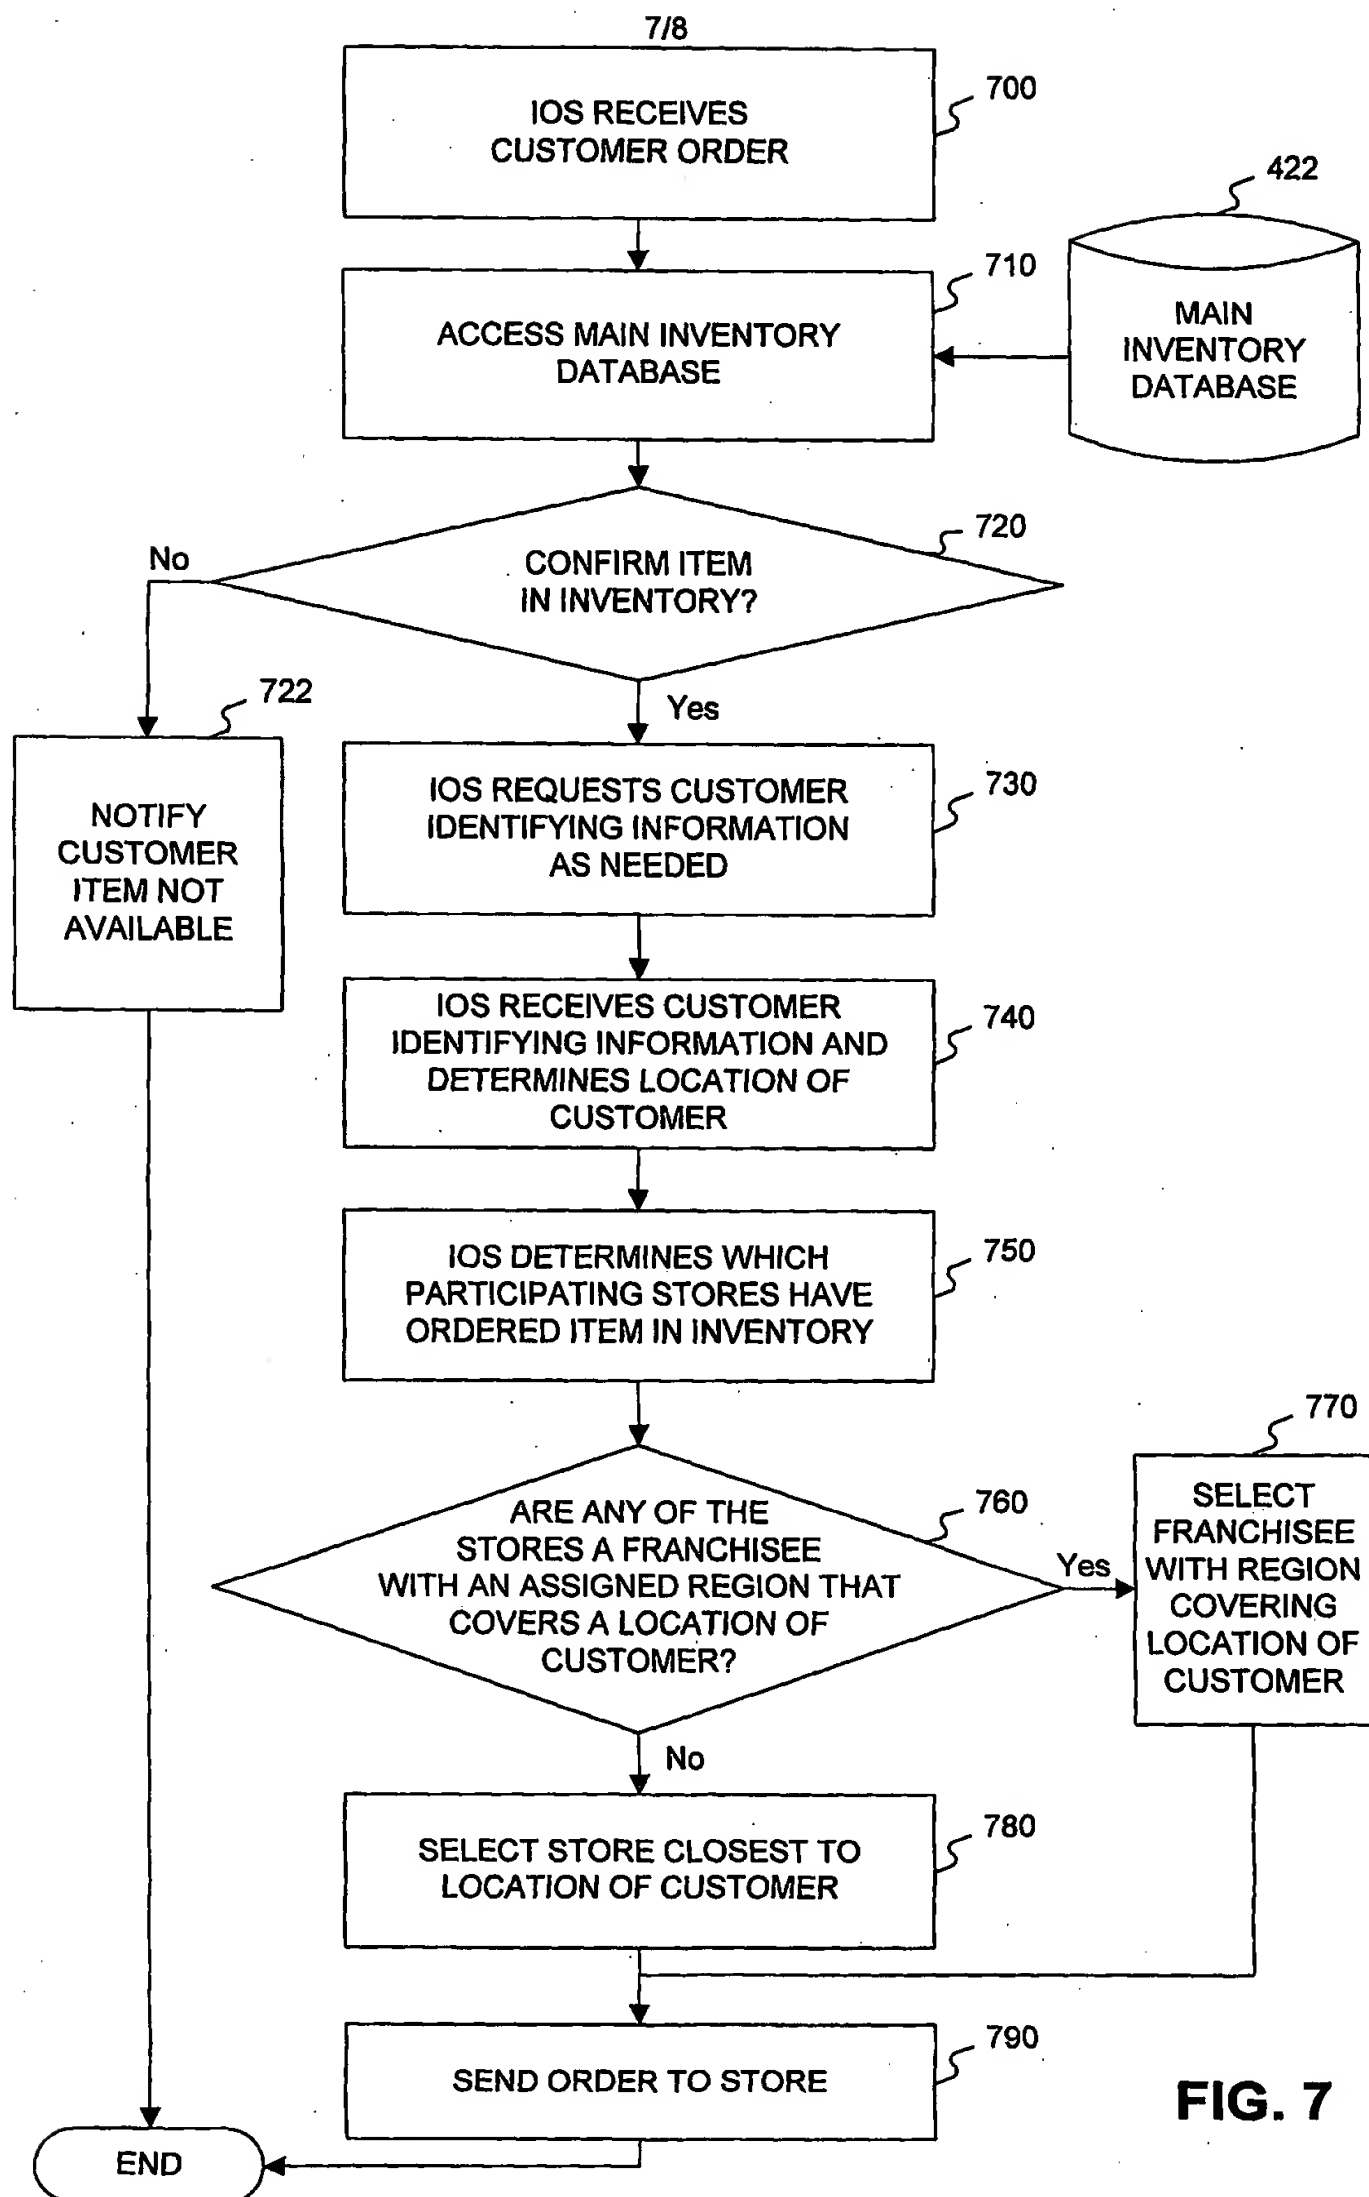 7/8
IOS RECEIVES
CUSTOMER ORDER
700
422
ACCESS MAIN INVENTORY
DATABASE
710
MAIN
INVENTORY
DATABASE
CONFIRM ITEM
IN INVENTORY?
720
No
Yes
722
NOTIFY
CUSTOMER
ITEM NOT
AVAILABLE
IOS REQUESTS CUSTOMER
IDENTIFYING INFORMATION
AS NEEDED
730
IOS RECEIVES CUSTOMER
IDENTIFYING INFORMATION AND
DETERMINES LOCATION OF
CUSTOMER
740
IOS DETERMINES WHICH
PARTICIPATING STORES HAVE
ORDERED ITEM IN INVENTORY
750
ARE ANY OF THE
STORES A FRANCHISEE
WITH AN ASSIGNED REGION THAT
COVERS A LOCATION OF
CUSTOMER?
760
Yes
770
SELECT
FRANCHISEE
WITH REGION
COVERING
LOCATION OF
CUSTOMER
No
SELECT STORE CLOSEST TO
LOCATION OF CUSTOMER
780
SEND ORDER TO STORE
790
END
FIG. 7